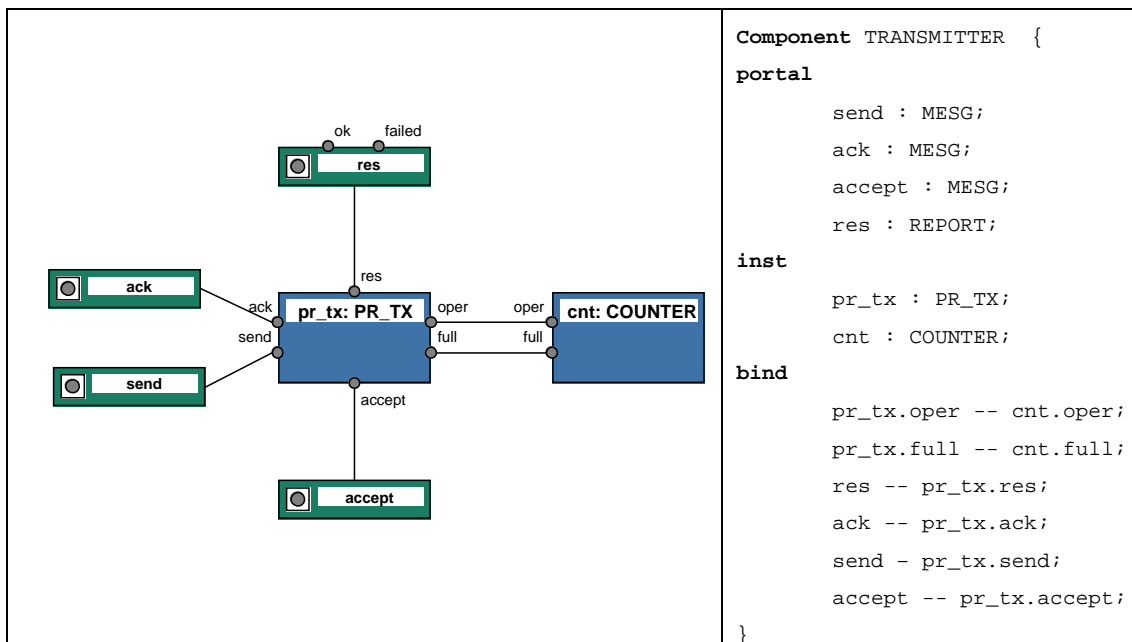 ok failed
res
res
ack
ack
send
send
pr_tx: PR_TX
oper
full
oper
full
cnt: COUNTER
accept
accept
Component TRANSMITTER {
portal
send : MESG;
ack : MESG;
accept : MESG;
res : REPORT;
inst
pr_tx : PR_TX;
cnt : COUNTER;
bind
pr_tx.oper -- cnt.oper;
pr_tx.full -- cnt.full;
res -- pr_tx.res;
ack -- pr_tx.ack;
send – pr_tx.send;
accept -- pr_tx.accept;
}